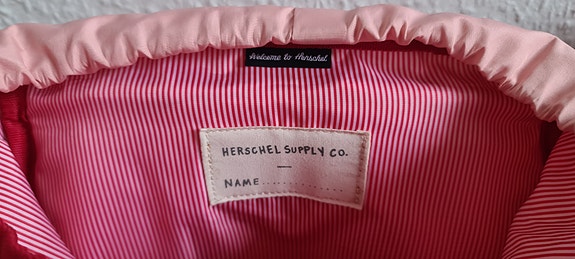 Welcome to Herschel
HERSCHEL SUPPLY CO.
—
NAME...............